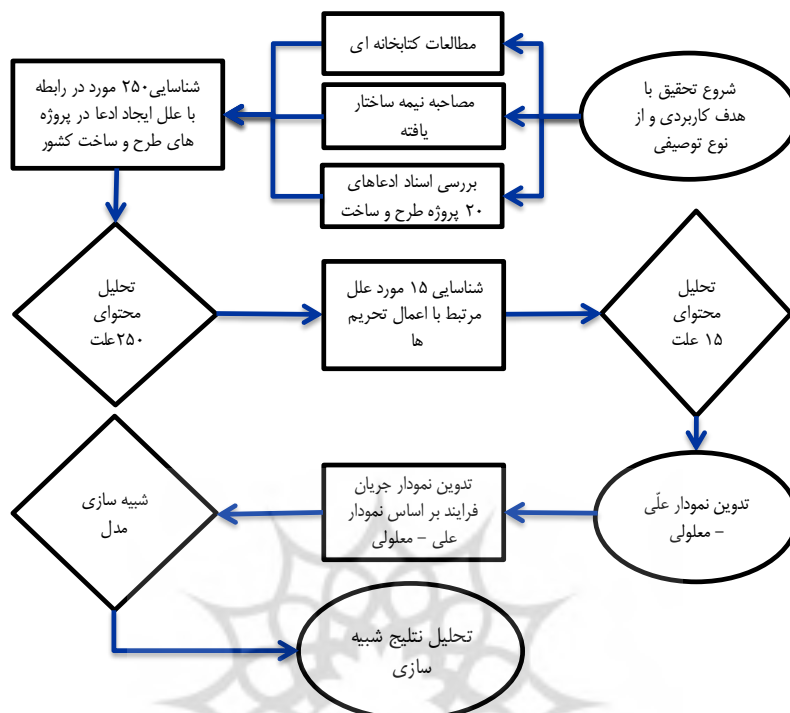 شروع تحقیق با
هدف کاربردی و از
نوع توصیفی
مطالعات کتابخانه ای
مصاحبه نیمه ساختار
یافته
بررسی اسناد ادعاهای
۲۰ پروژه طرح و ساخت
شناسایی۲۵۰ مورد در رابطه
با علل ایجاد ادعا در پروژه
های طرح و ساخت کشور
تحلیل
محتوای
۲۵۰علت
شناسایی ۱۵ مورد علل
مرتبط با اعمال تحریم
ها
تحلیل
محتوای
۱۵ علت
تدوین نمودار علّی
– معلولی
تدوین نمودار جریان
فرایند بر اساس نمودار
علی – معلولی
شبیه سازی
مدل
تحلیل نتلیج شبیه
سازی